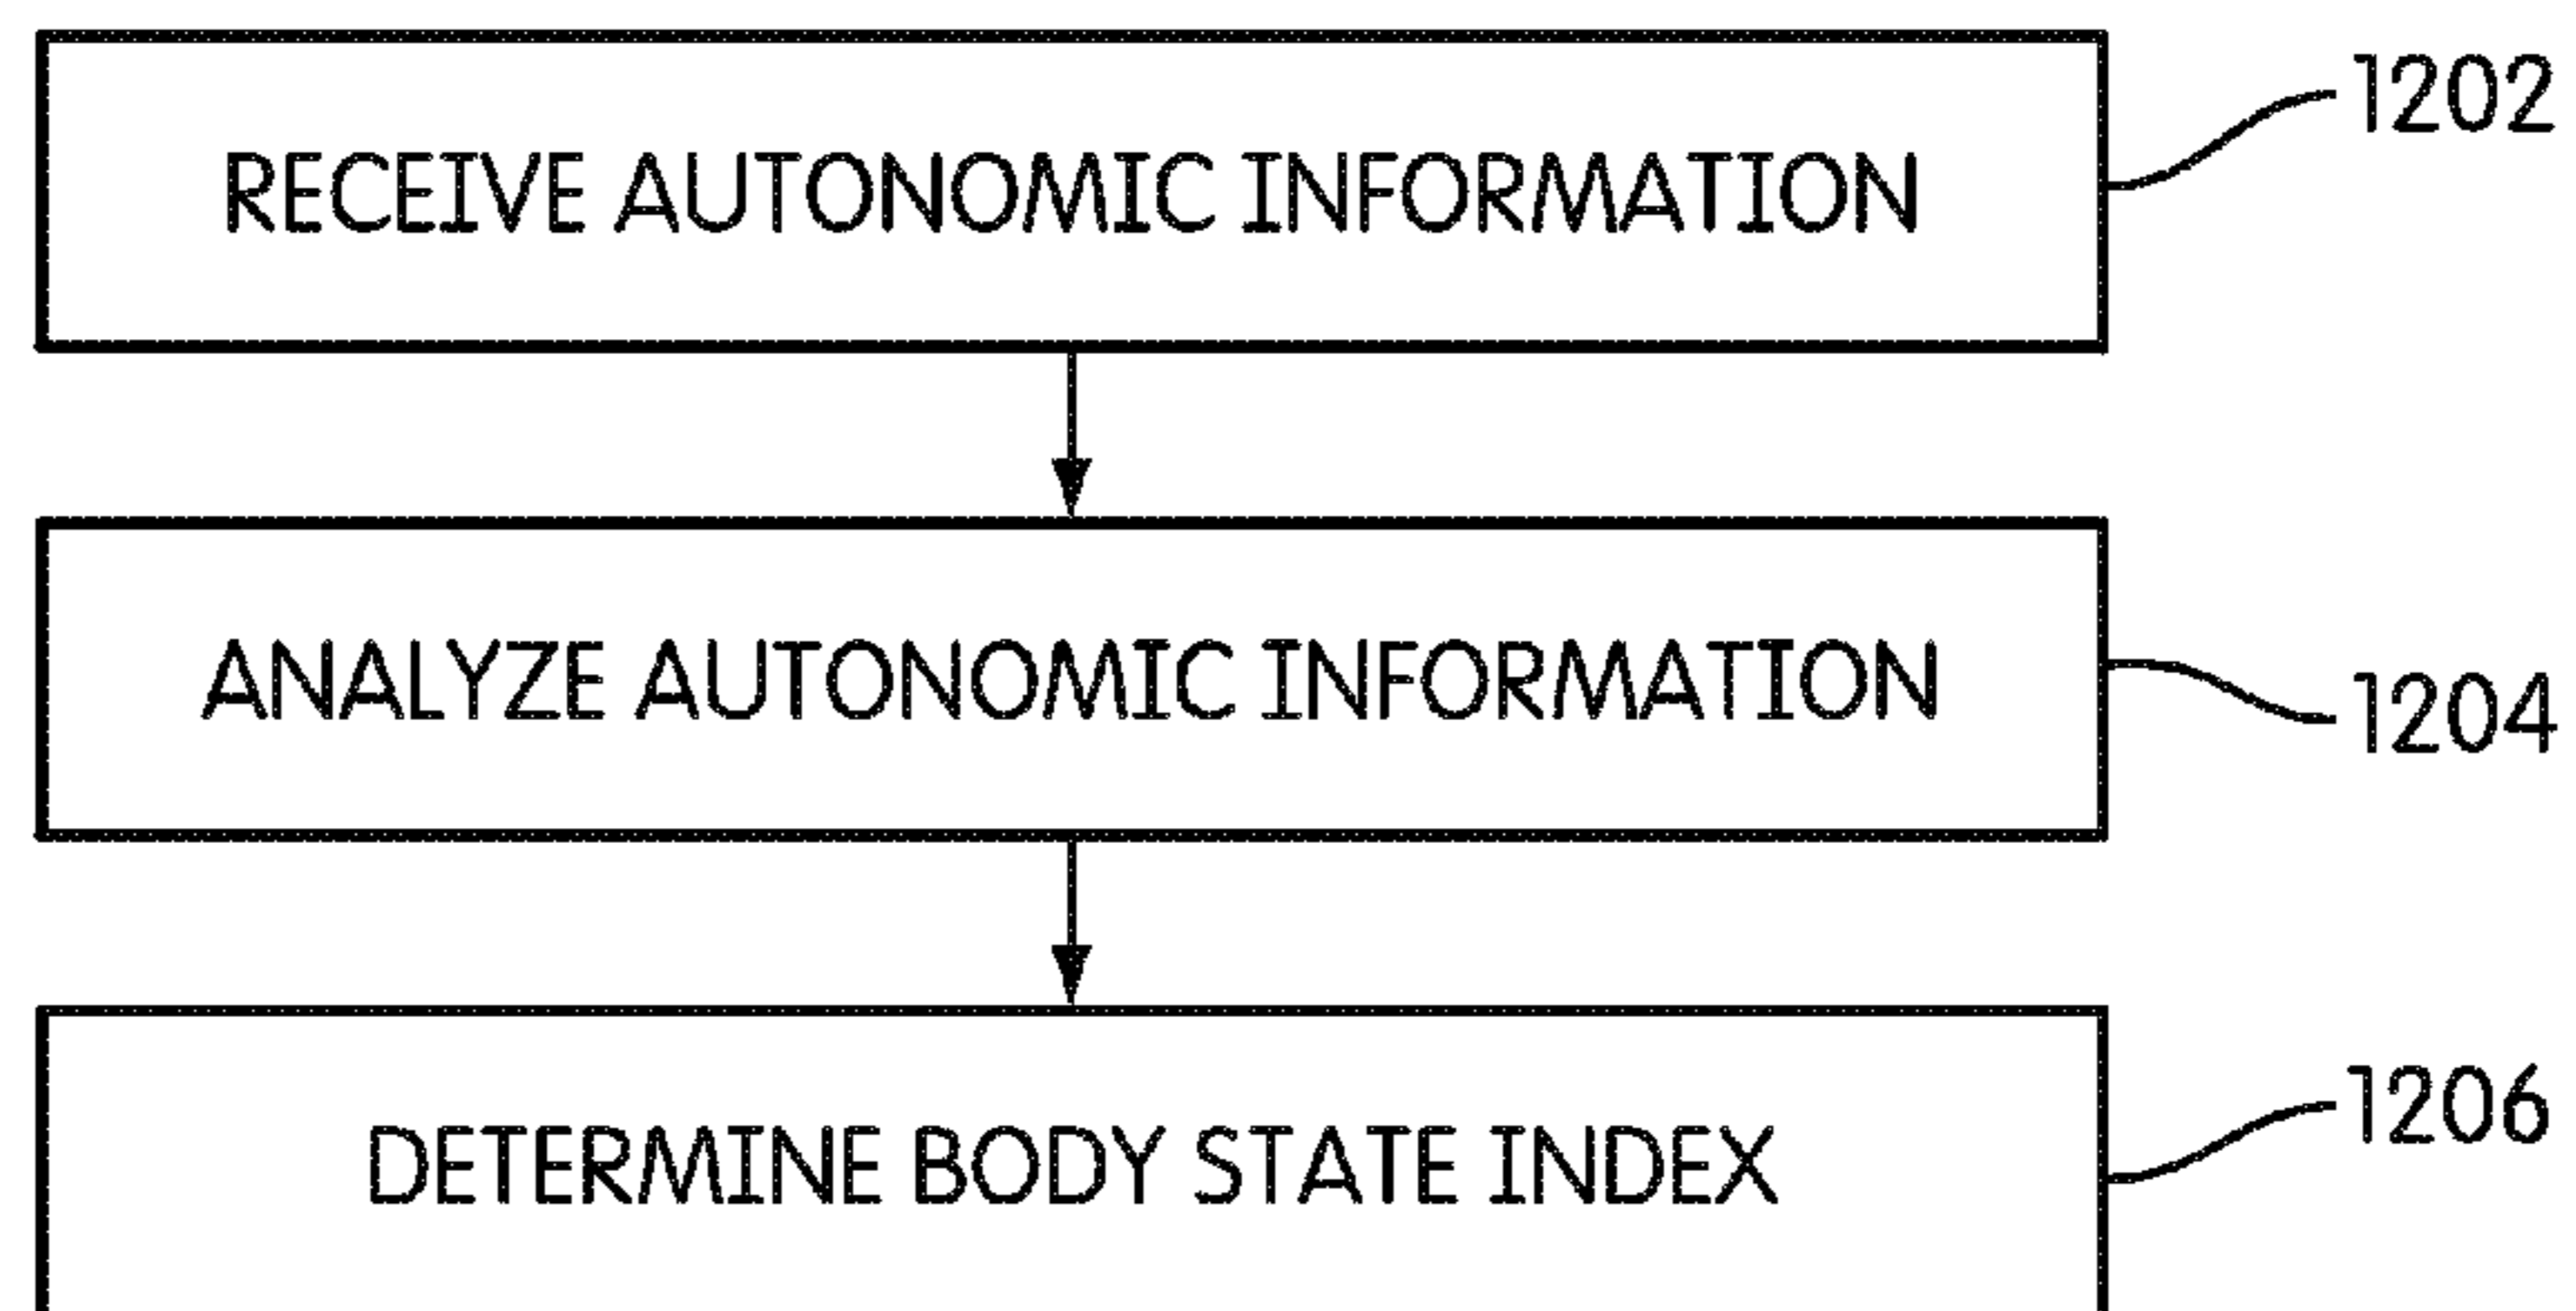 RECEIVE AUTONOMIC INFORMATION
1202
ANALYZE AUTONOMIC INFORMATION
1204
DETERMINE BODY STATE INDEX
1206